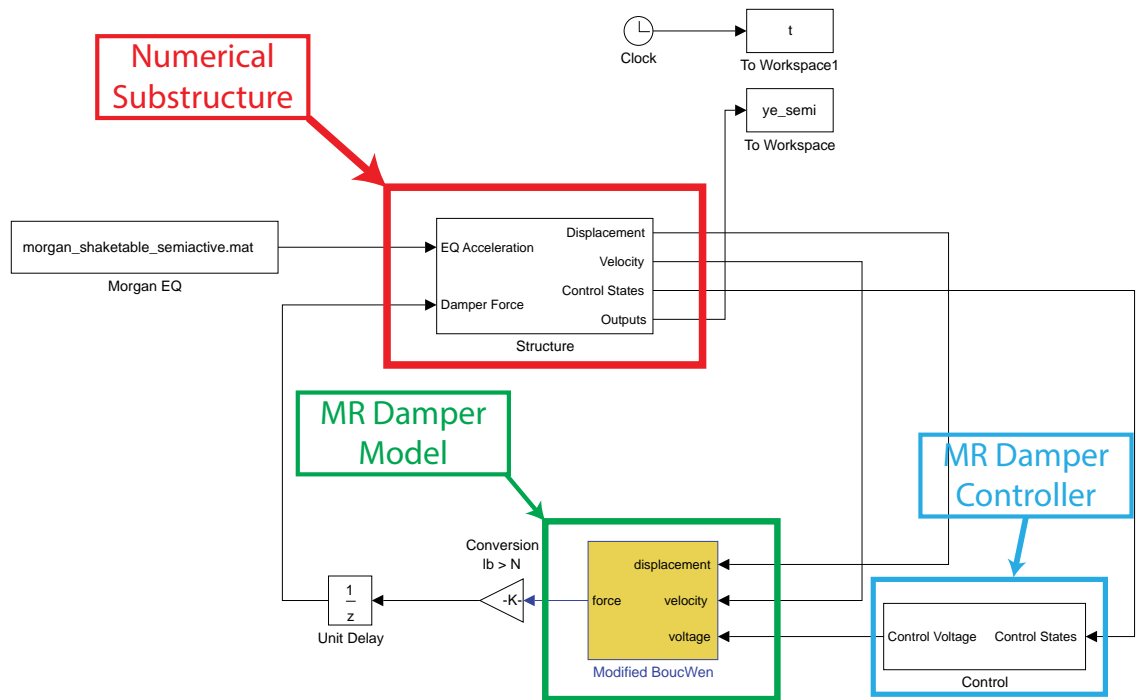 Numerical
Substructure
Clock
t
To Workspace1
ye_semi
To Workspace
morgan_shaketable_semiactive.mat
Morgan EQ
EQ Acceleration
Damper Force
Displacement
Velocity
Control States
Outputs
Structure
MR Damper
Model
MR Damper
Controller
Conversion
lb > N
-K-
1
z
Unit Delay
displacement
force
velocity
voltage
Modified BoucWen
Control Voltage
Control States
Control